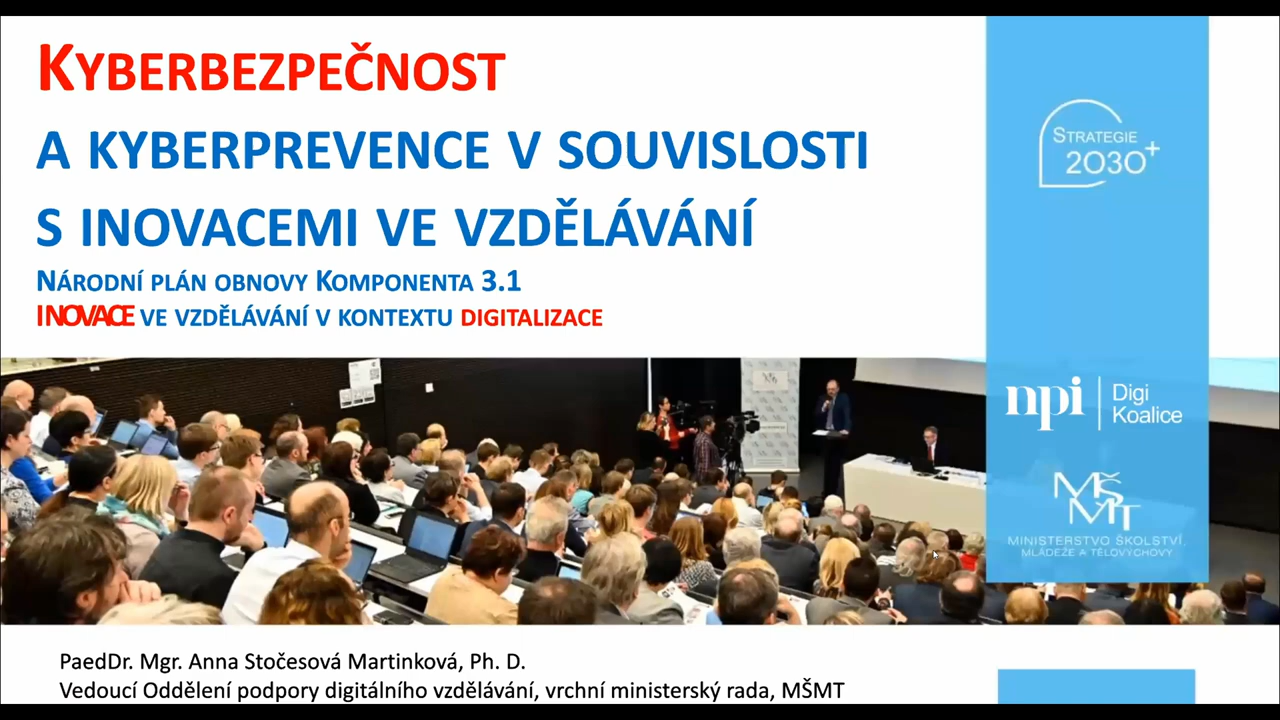 KYBERBEZPEČNOST
A KYBERPREVENCE V SOUVISLOSTI
S INOVACEMI VE VZDĚLÁVÁNÍ
NÁRODNÍ PLÁN OBNOVY KOMPONENTA 3.1
INOVACE VE VZDĚLÁVÁNÍ V KONTEXTU DIGITALIZACE
STRATEGIE
2030+
npi
Digi
Koalice
MŠMT
MINISTERSTVO ŠKOLSTVÍ,
MLÁDEŽE A TĚLOVÝCHOVY
PaedDr. Mgr. Anna Stočesová Martinková, Ph. D.
Vedoucí Oddělení podpory digitálního vzdělávání, vrchní ministerský rada, MŠMT